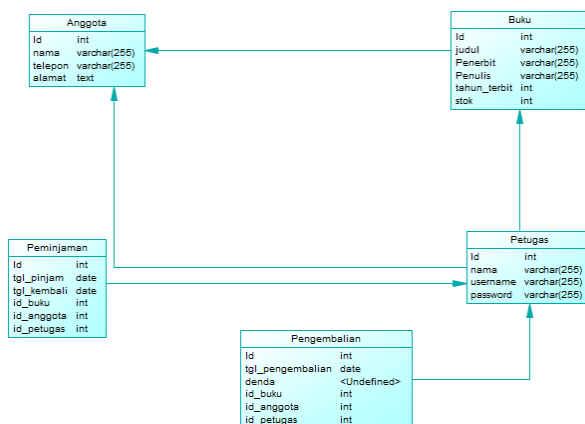 Anggota
Id int
nama varchar(255)
telepon varchar(255)
alamat text
Buku
Id int
judul varchar(255)
Penerbit varchar(255)
Penulis varchar(255)
tahun_terbit int
stok int
Peminjaman
Id int
tgl_pinjam date
tgl_kembali date
id_buku int
id_anggota int
id_petugas int
Petugas
Id int
nama varchar(255)
username varchar(255)
password varchar(255)
Pengembalian
Id int
tgl_pengembalian date
denda <Undefined>
id_buku int
id_anggota int
id_petugas int